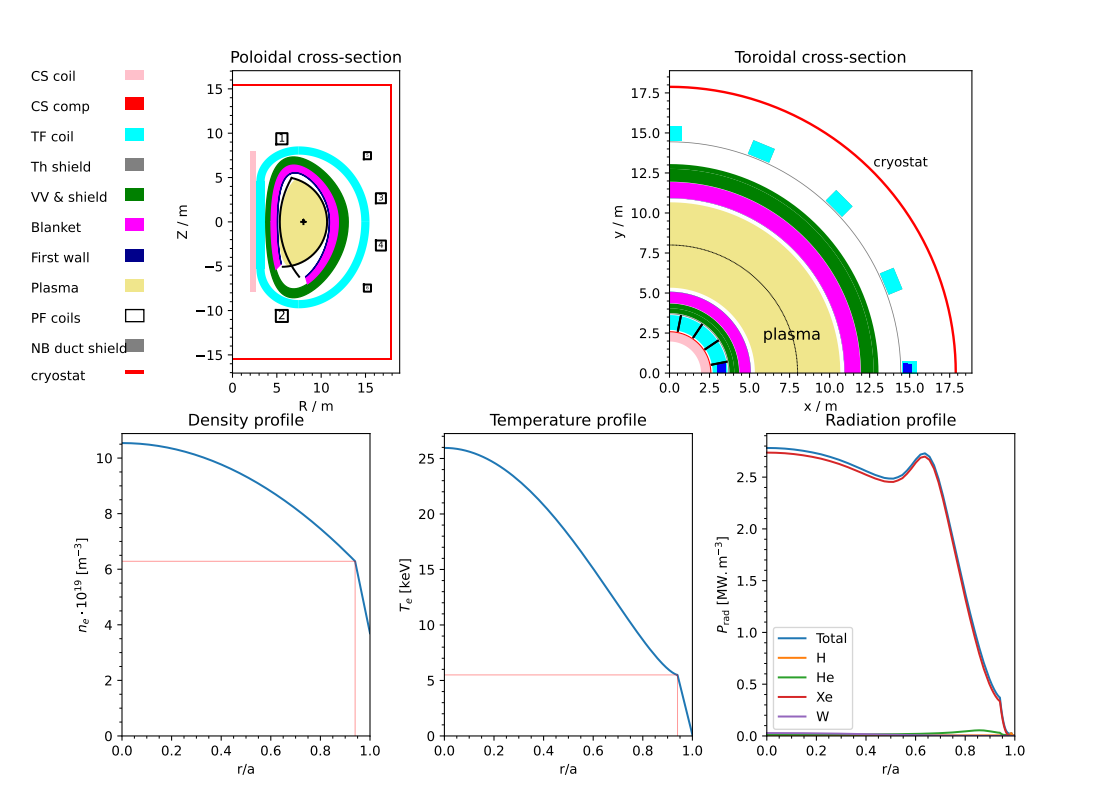 Poloidal cross-section
Toroidal cross-section
CS coil
CS comp
TF coil
Th shield
VV & shield
Blanket
First wall
Plasma
PF coils
NB duct shield
cryostat
15
10
5
0
−5
−10
−15
Z / m
1
2
3
4
0
5
10
15
R / m
17.5
15.0
12.5
10.0
7.5
5.0
2.5
0.0
y / m
cryostat
plasma
0.0
2.5
5.0
7.5
10.0
12.5
15.0
17.5
x / m
Density profile
10
8
6
4
2
0
nₑ⋅10¹⁹ [m⁻³]
0.0
0.2
0.4
0.6
0.8
1.0
r/a
Temperature profile
25
20
15
10
5
0
Tₑ [keV]
0.0
0.2
0.4
0.6
0.8
1.0
r/a
Radiation profile
2.5
2.0
1.5
1.0
0.5
0.0
P_rad [MW.m⁻³]
Total
H
He
Xe
W
0.0
0.2
0.4
0.6
0.8
1.0
r/a